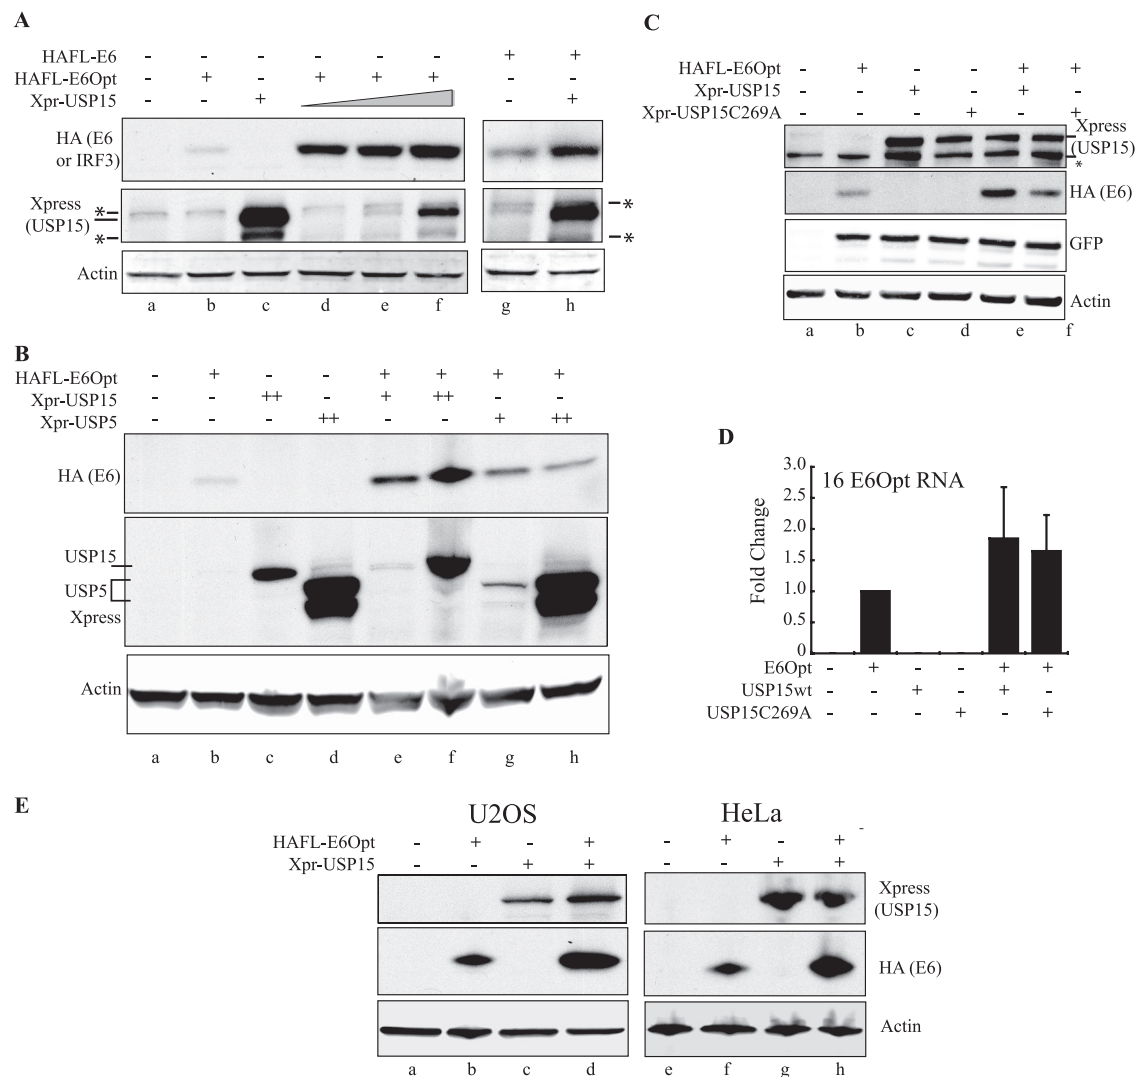 A
HAFL-E6 - - - - - - + +
HAFL-E6Opt - + - + + + - -
Xpr-USP15 - - + - +
HA (E6
or IRF3)
Xpress
(USP15)
*
*
*
*
Actin
a b c d e f g h
C
HAFL-E6Opt - + - - + +
Xpr-USP15 - - + - + -
Xpr-USP15C269A - - - + - +
Xpress
(USP15)
*
HA (E6)
GFP
Actin
a b c d e f
B
HAFL-E6Opt - + - - + + + +
Xpr-USP15 - - ++ - + ++ - -
Xpr-USP5 - - - ++ - - + ++
HA (E6)
USP15
USP5
Xpress
Actin
a b c d e f g h
D
16 E6Opt RNA
Fold Change
3.0
2.5
2.0
1.5
1.0
0.5
0
E6Opt - + - - + +
USP15wt - - + - + -
USP15C269A - - - + - +
E
U2OS HeLa
HAFL-E6Opt - + - + - + - +
Xpr-USP15 - - + + - - + +
Xpress
(USP15)
HA (E6)
Actin
a b c d e f g h